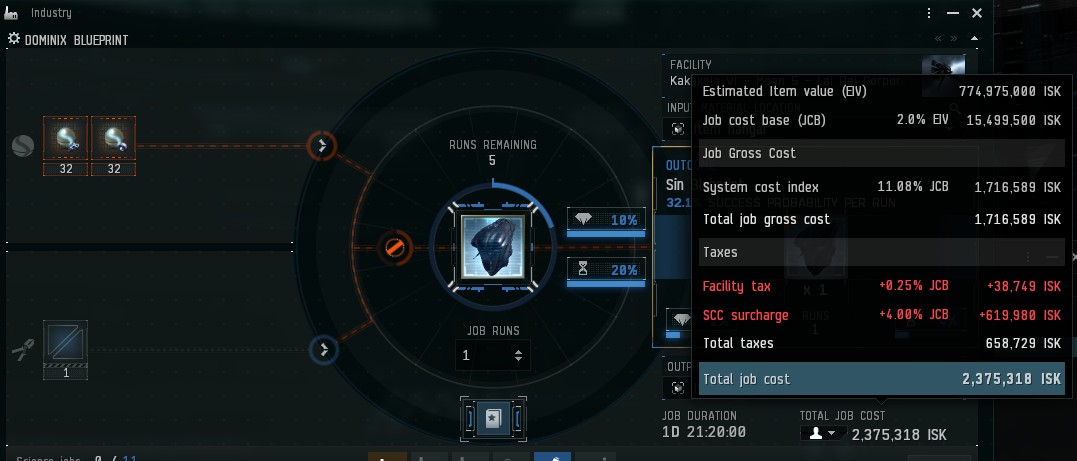 Industry
DOMINIX BLUEPRINT
FACILITY
Estimated Item value (EIV) 774,975,000 ISK
Job cost base (JCB) 2.0% EIV 15,499,500 ISK
Job Gross Cost
System cost index 11.08% JCB 1,716,589 ISK
Total job gross cost 1,716,589 ISK
Taxes
Facility tax +0.25% JCB +38,749 ISK
SCC surcharge +4.00% JCB +619,980 ISK
Total taxes 658,729 ISK
Total job cost 2,375,318 ISK
32 32
RUNS REMAINING
5
10%
20%
Sin
SUCCESS PROBABILITY PER RUN
x 1
JOB RUNS
1
1
JOB DURATION
1D 21:20:00
TOTAL JOB COST
2,375,318 ISK